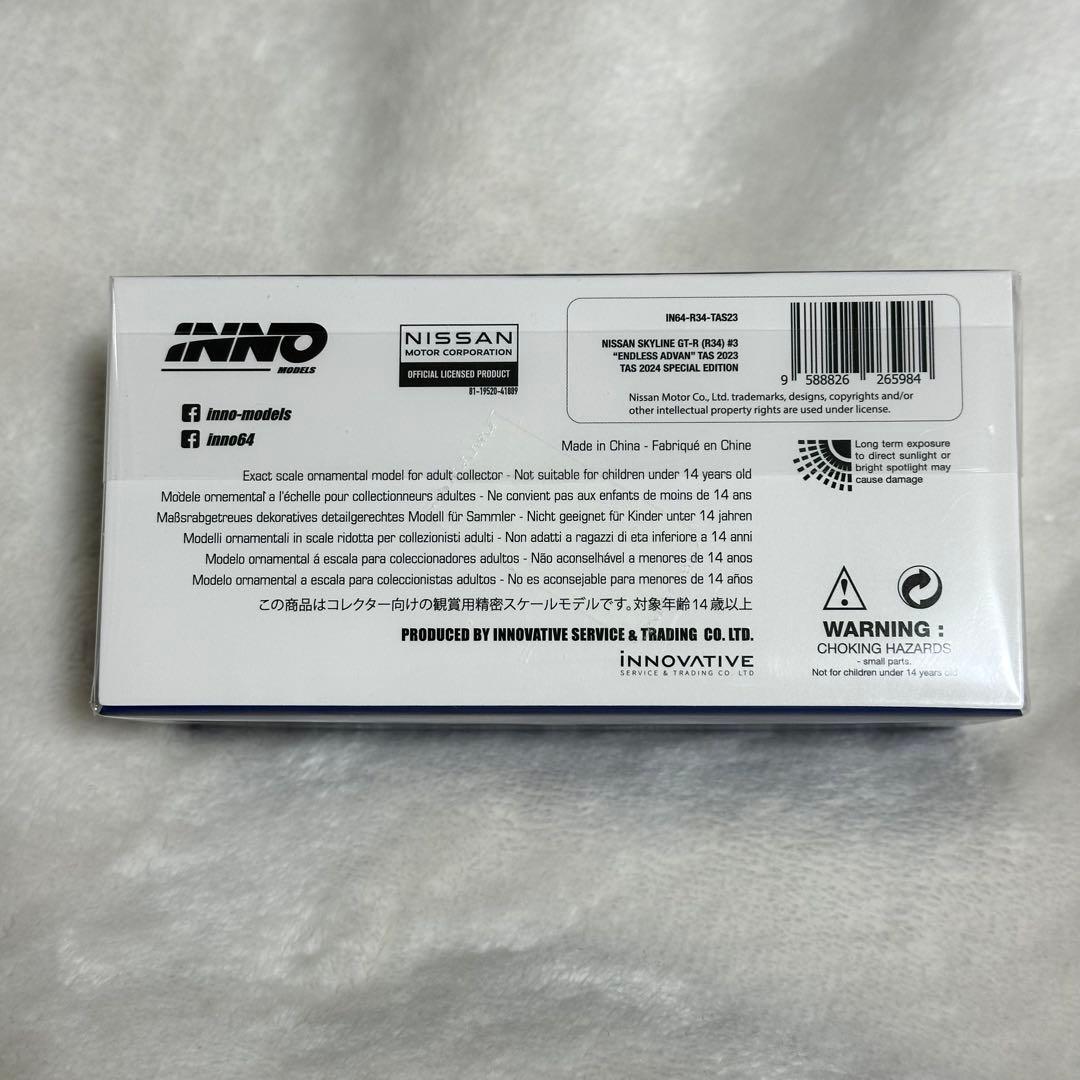 INNO
MODELS
inno-models
inno64
NISSAN
MOTOR CORPORATION
OFFICIAL LICENSED PRODUCT
81-19520-41889
IN64-R34-TAS23
NISSAN SKYLINE GT-R (R34) #3
"ENDLESS ADVAN" TAS 2023
TAS 2024 SPECIAL EDITION
9 588826 265984
Nissan Motor Co., Ltd. trademarks, designs, copyrights and/or
other intellectual property rights are used under license.
Made in China - Fabriqué en Chine
Long term exposure
to direct sunlight or
bright spotlight may
cause damage
Exact scale ornamental model for adult collector - Not suitable for children under 14 years old
Modèle ornemental a l'échelle pour collectionneurs adultes - Ne convient pas aux enfants de moins de 14 ans
Maßsrabgetreues dekoratives detailgerechtes Modell für Sammler - Nicht geeignet für Kinder unter 14 jahren
Modelli ornamentali in scale ridotta per collezionisti adulti - Non adatti a ragazzi di eta inferiore a 14 anni
Modelo ornamental á escala para coleccionadores adultos - Não aconselhável a menores de 14 anos
Modelo ornamental a escala para coleccionistas adultos - No es aconsejable para menores de 14 años
この商品はコレクター向けの観賞用精密スケールモデルです。対象年齢14歳以上
PRODUCED BY INNOVATIVE SERVICE & TRADING CO. LTD.
INNOVATIVE
SERVICE & TRADING CO. LTD
WARNING :
CHOKING HAZARDS
- small parts.
Not for children under 14 years old